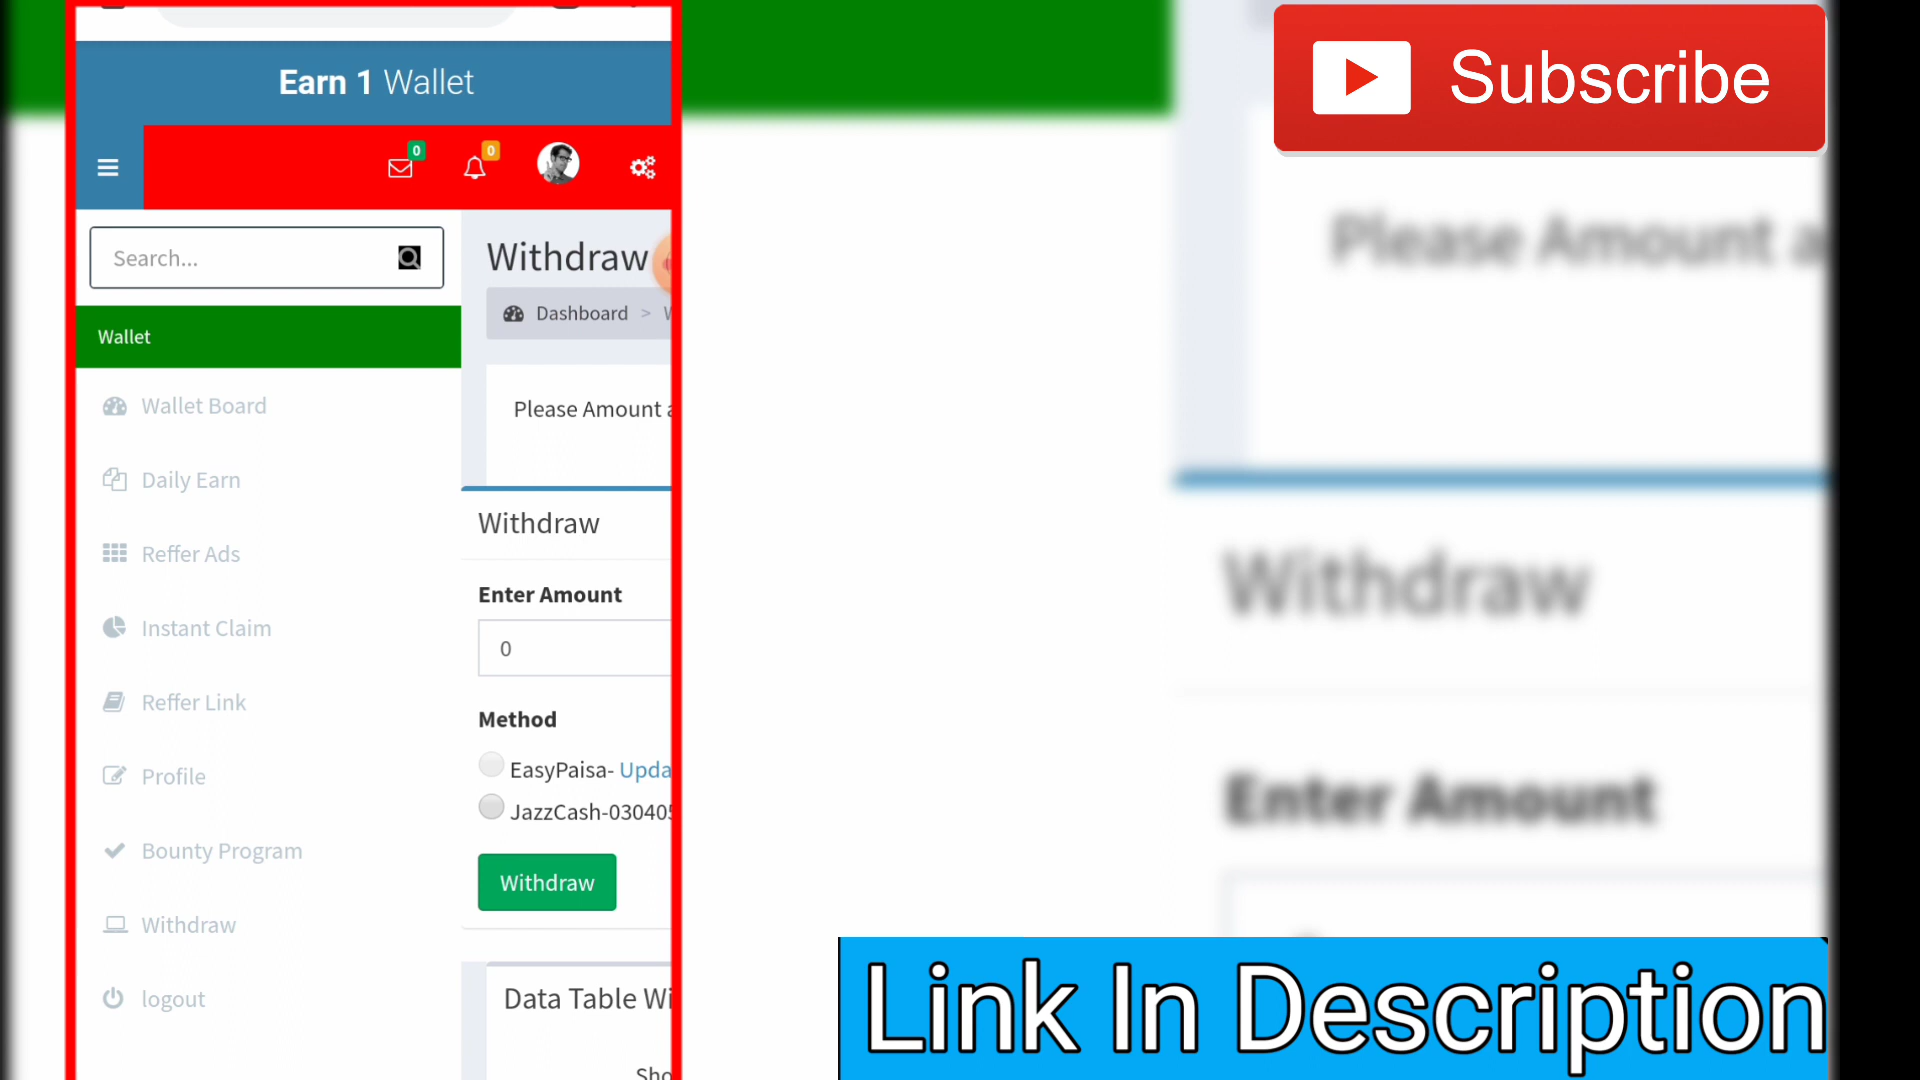 Earn 1 Wallet
0
0
Search...
Wallet
Wallet Board
Daily Earn
Reffer Ads
Instant Claim
Reffer Link
Profile
Bounty Program
Withdraw
logout
Withdraw
Dashboard >
Please Amount
Withdraw
Enter Amount
0
Method
EasyPaisa- Upda
JazzCash-03040
Withdraw
Data Table Wi
Sho
Subscribe
Please Amount a
Withdraw
Enter Amount
Link In Description